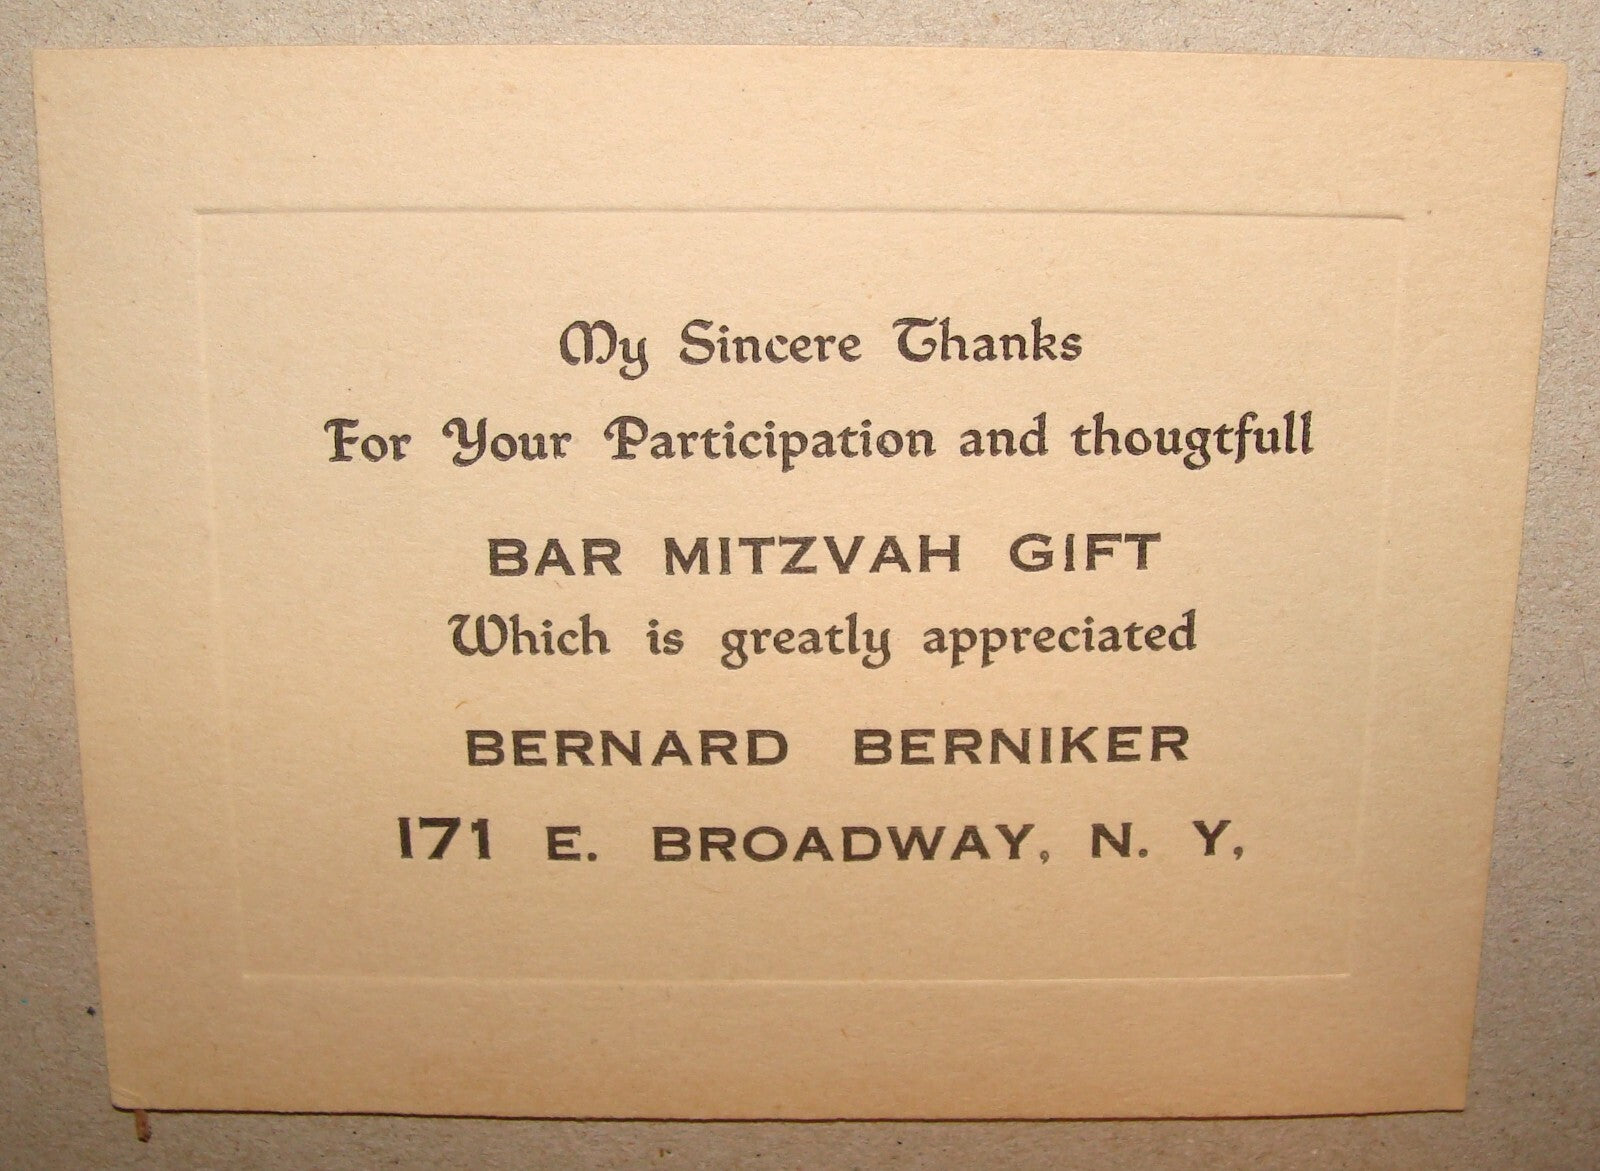 My Sincere Thanks
For Your Participation and thougtfull
BAR MITZVAH GIFT
Which is greatly appreciated
BERNARD BERNIKER
171 E. BROADWAY, N. Y,